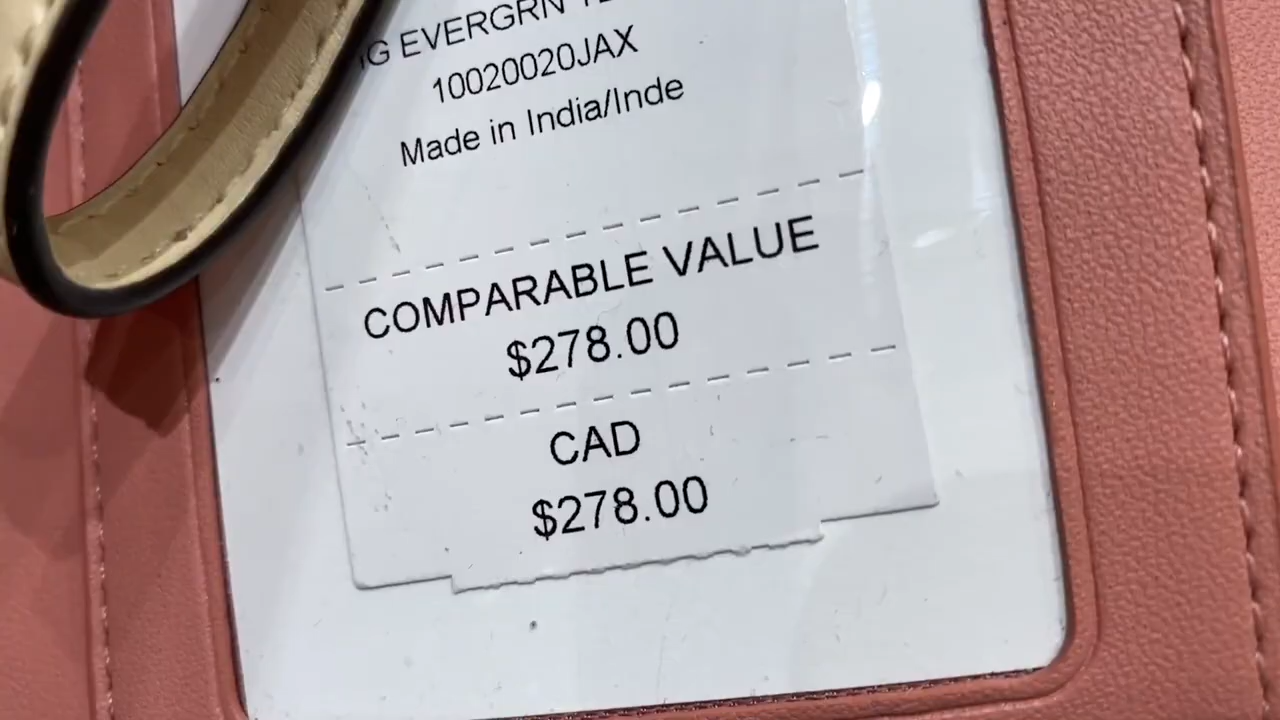 EVERGRN
10020020JAX
Made in India/Inde
COMPARABLE VALUE
$278.00
CAD
$278.00